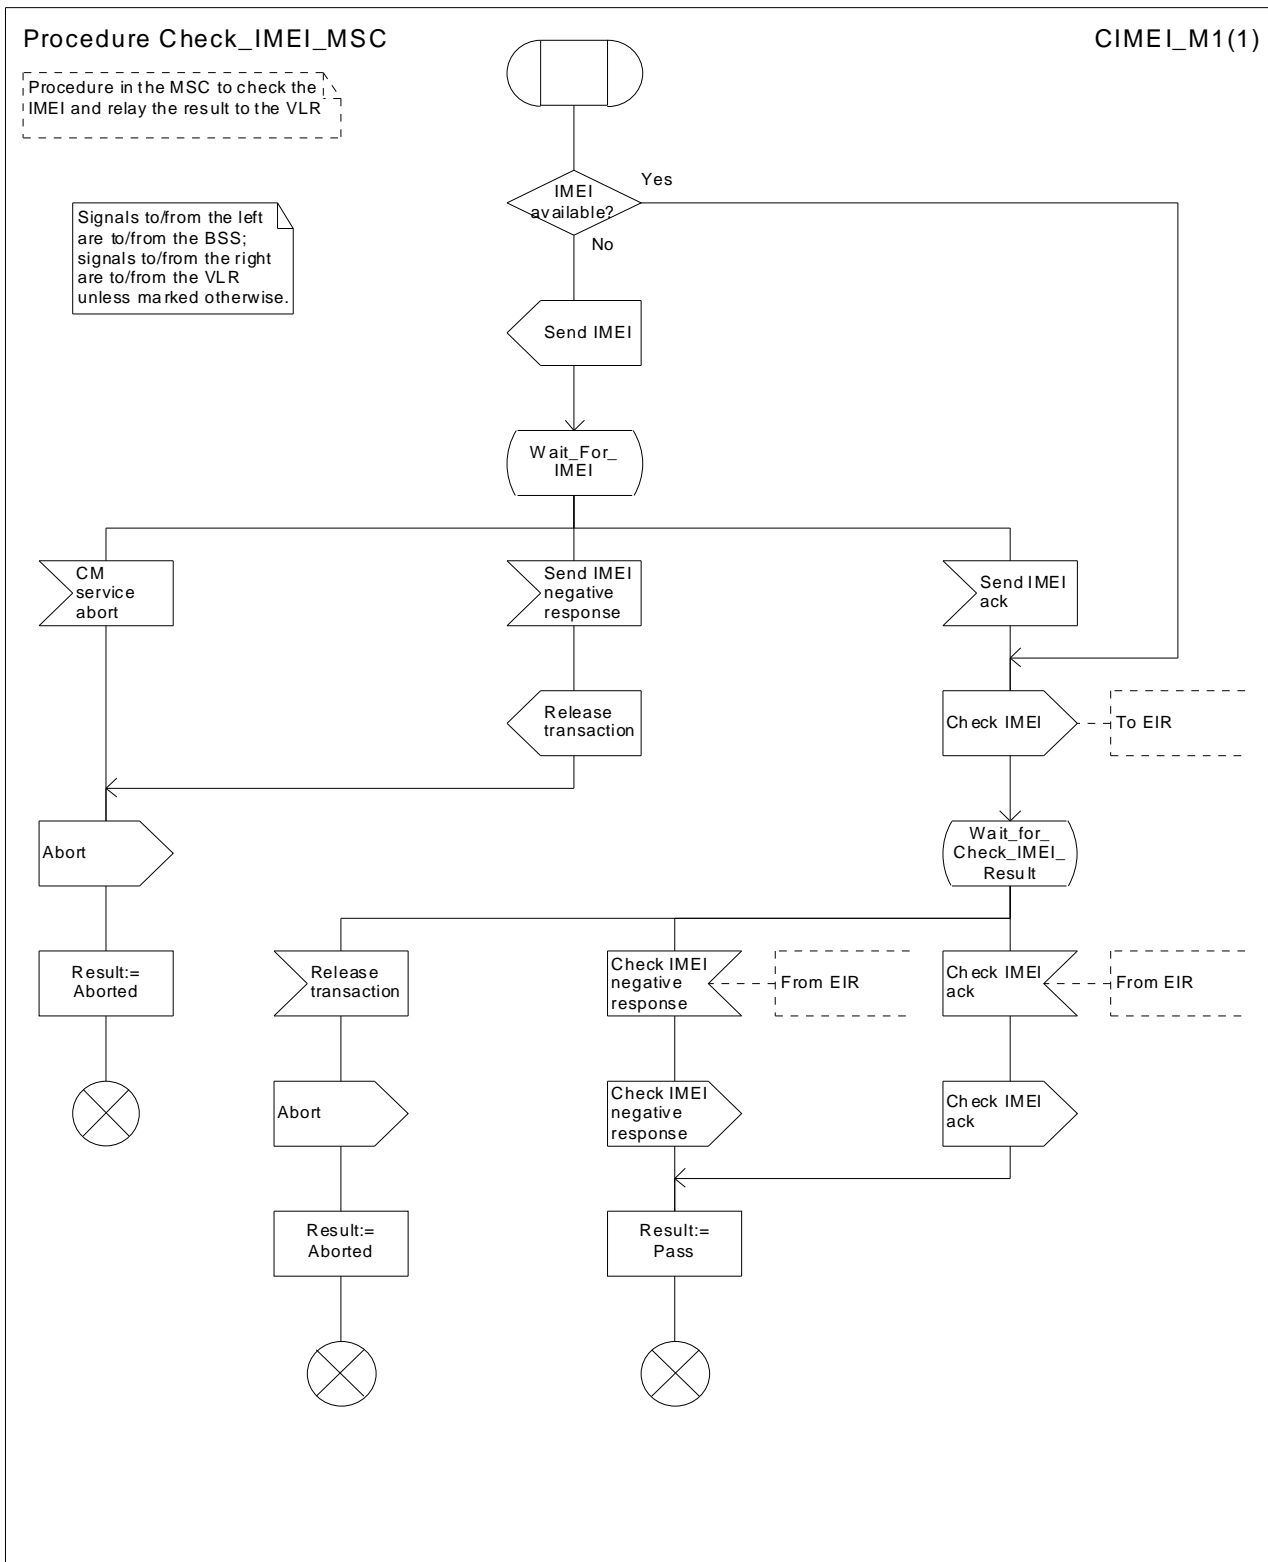 Procedure Check_IMEI_MSC
CIMEI_M1(1)
Procedure in the MSC to check the
IMEI and relay the result to the VLR
Signals to/from the left
are to/from the BSS;
signals to/from the right
are to/from the VLR
unless marked otherwise.
IMEI
available?
Yes
No
Send IMEI
Wait_For_
IMEI
CM
service
abort
Send IMEI
negative
response
Send IMEI
ack
Release
transaction
Check IMEI
To EIR
Abort
Wait_for_
Check_IMEI_
Result
Result:=
Aborted
Release
transaction
Check IMEI
negative
response
From EIR
Check IMEI
ack
From EIR
Abort
Check IMEI
negative
response
Check IMEI
ack
Result:=
Aborted
Result:=
Pass